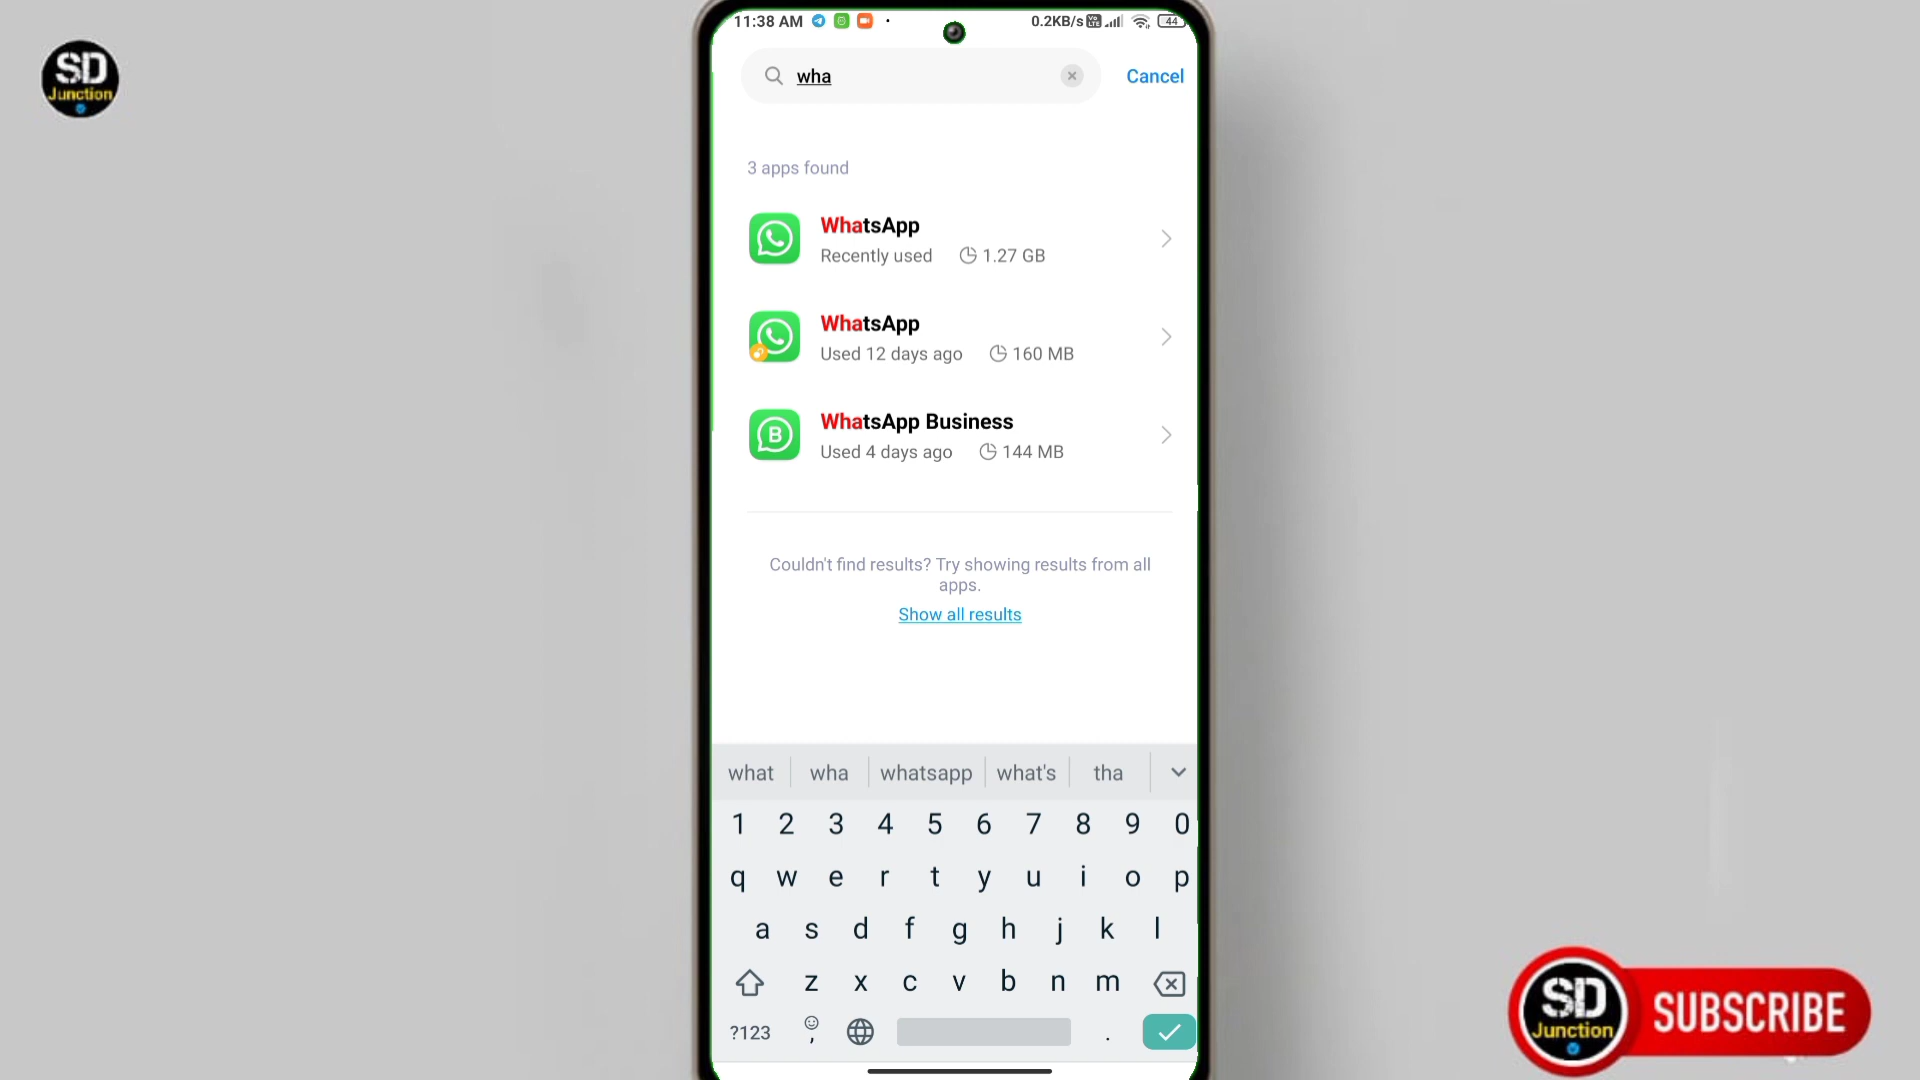 SD
Junction
11:38 AM
0.2KB/s
44
wha
Cancel
3 apps found
WhatsApp
Recently used 1.27 GB
WhatsApp
Used 12 days ago 160 MB
B
WhatsApp Business
Used 4 days ago 144 MB
Couldn't find results? Try showing results from all
apps.
Show all results
what wha whatsapp what's tha
1 2 3 4 5 6 7 8 9 0
q w e r t y u i o p
a s d f g h j k l
z x c v b n m
?123 , .
SD
Junction
SUBSCRIBE